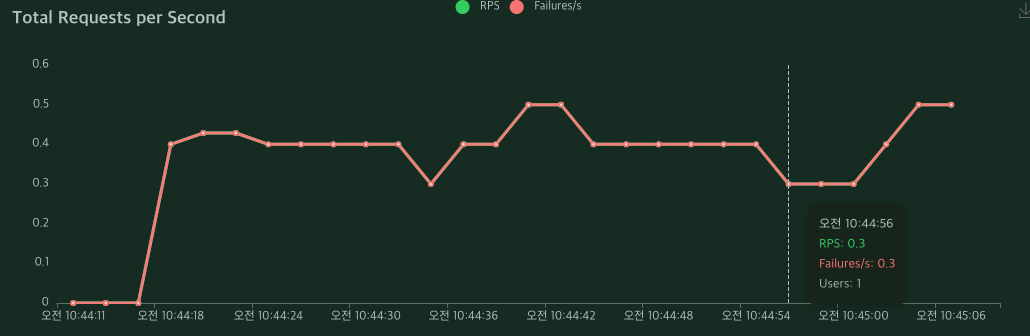 Total Requests per Second
RPS Failures/s
0.6
0.5
0.4
0.3
0.2
0.1
0
오전 10:44:56
RPS: 0.3
Failures/s: 0.3
Users: 1
오전 10:44:11 오전 10:44:18 오전 10:44:24 오전 10:44:30 오전 10:44:36 오전 10:44:42 오전 10:44:48 오전 10:44:54 오전 10:45:00 오전 10:45:06